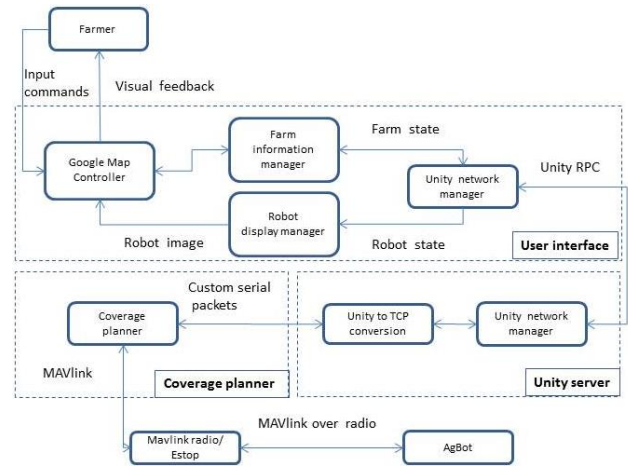 Farmer
Input
commands
Visual feedback
Google Map
Controller
Farm
information
manager
Farm state
Unity network
manager
Unity RPC
Robot
display manager
Robot image
Robot state
User interface
Custom serial
packets
Coverage
planner
Unity to TCP
conversion
Unity network
manager
MAVlink
Coverage planner
Unity server
MAVlink over radio
Mavlink radio/
Estop
AgBot